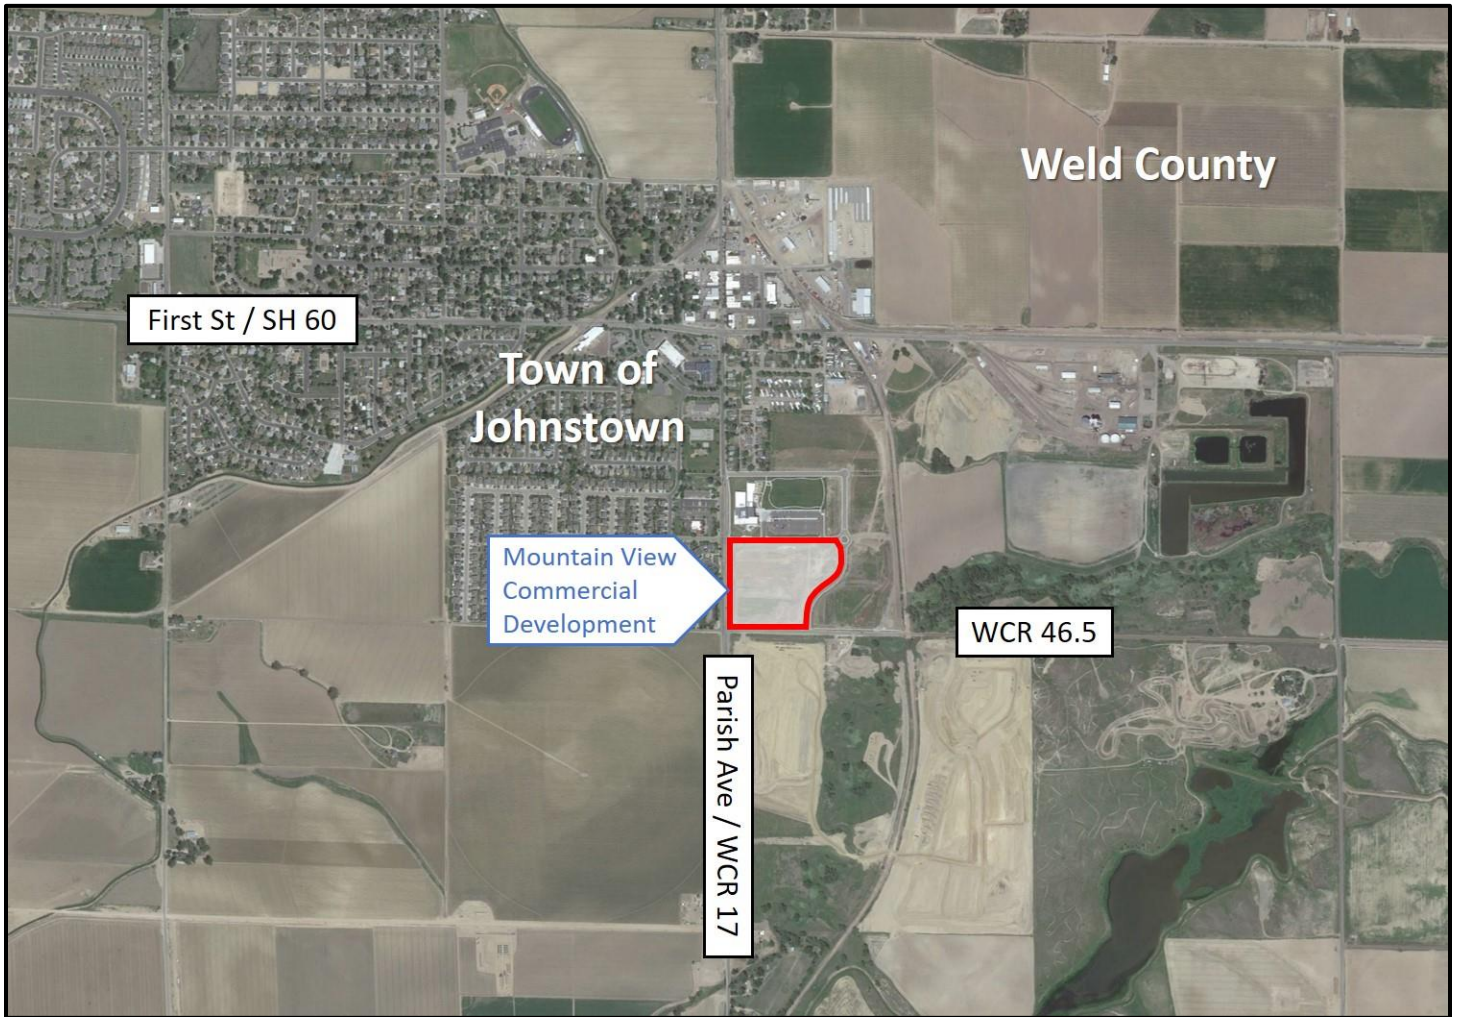 Weld County
First St / SH 60
Town of
Johnstown
Mountain View
Commercial
Development
WCR 46.5
Parish Ave / WCR 17